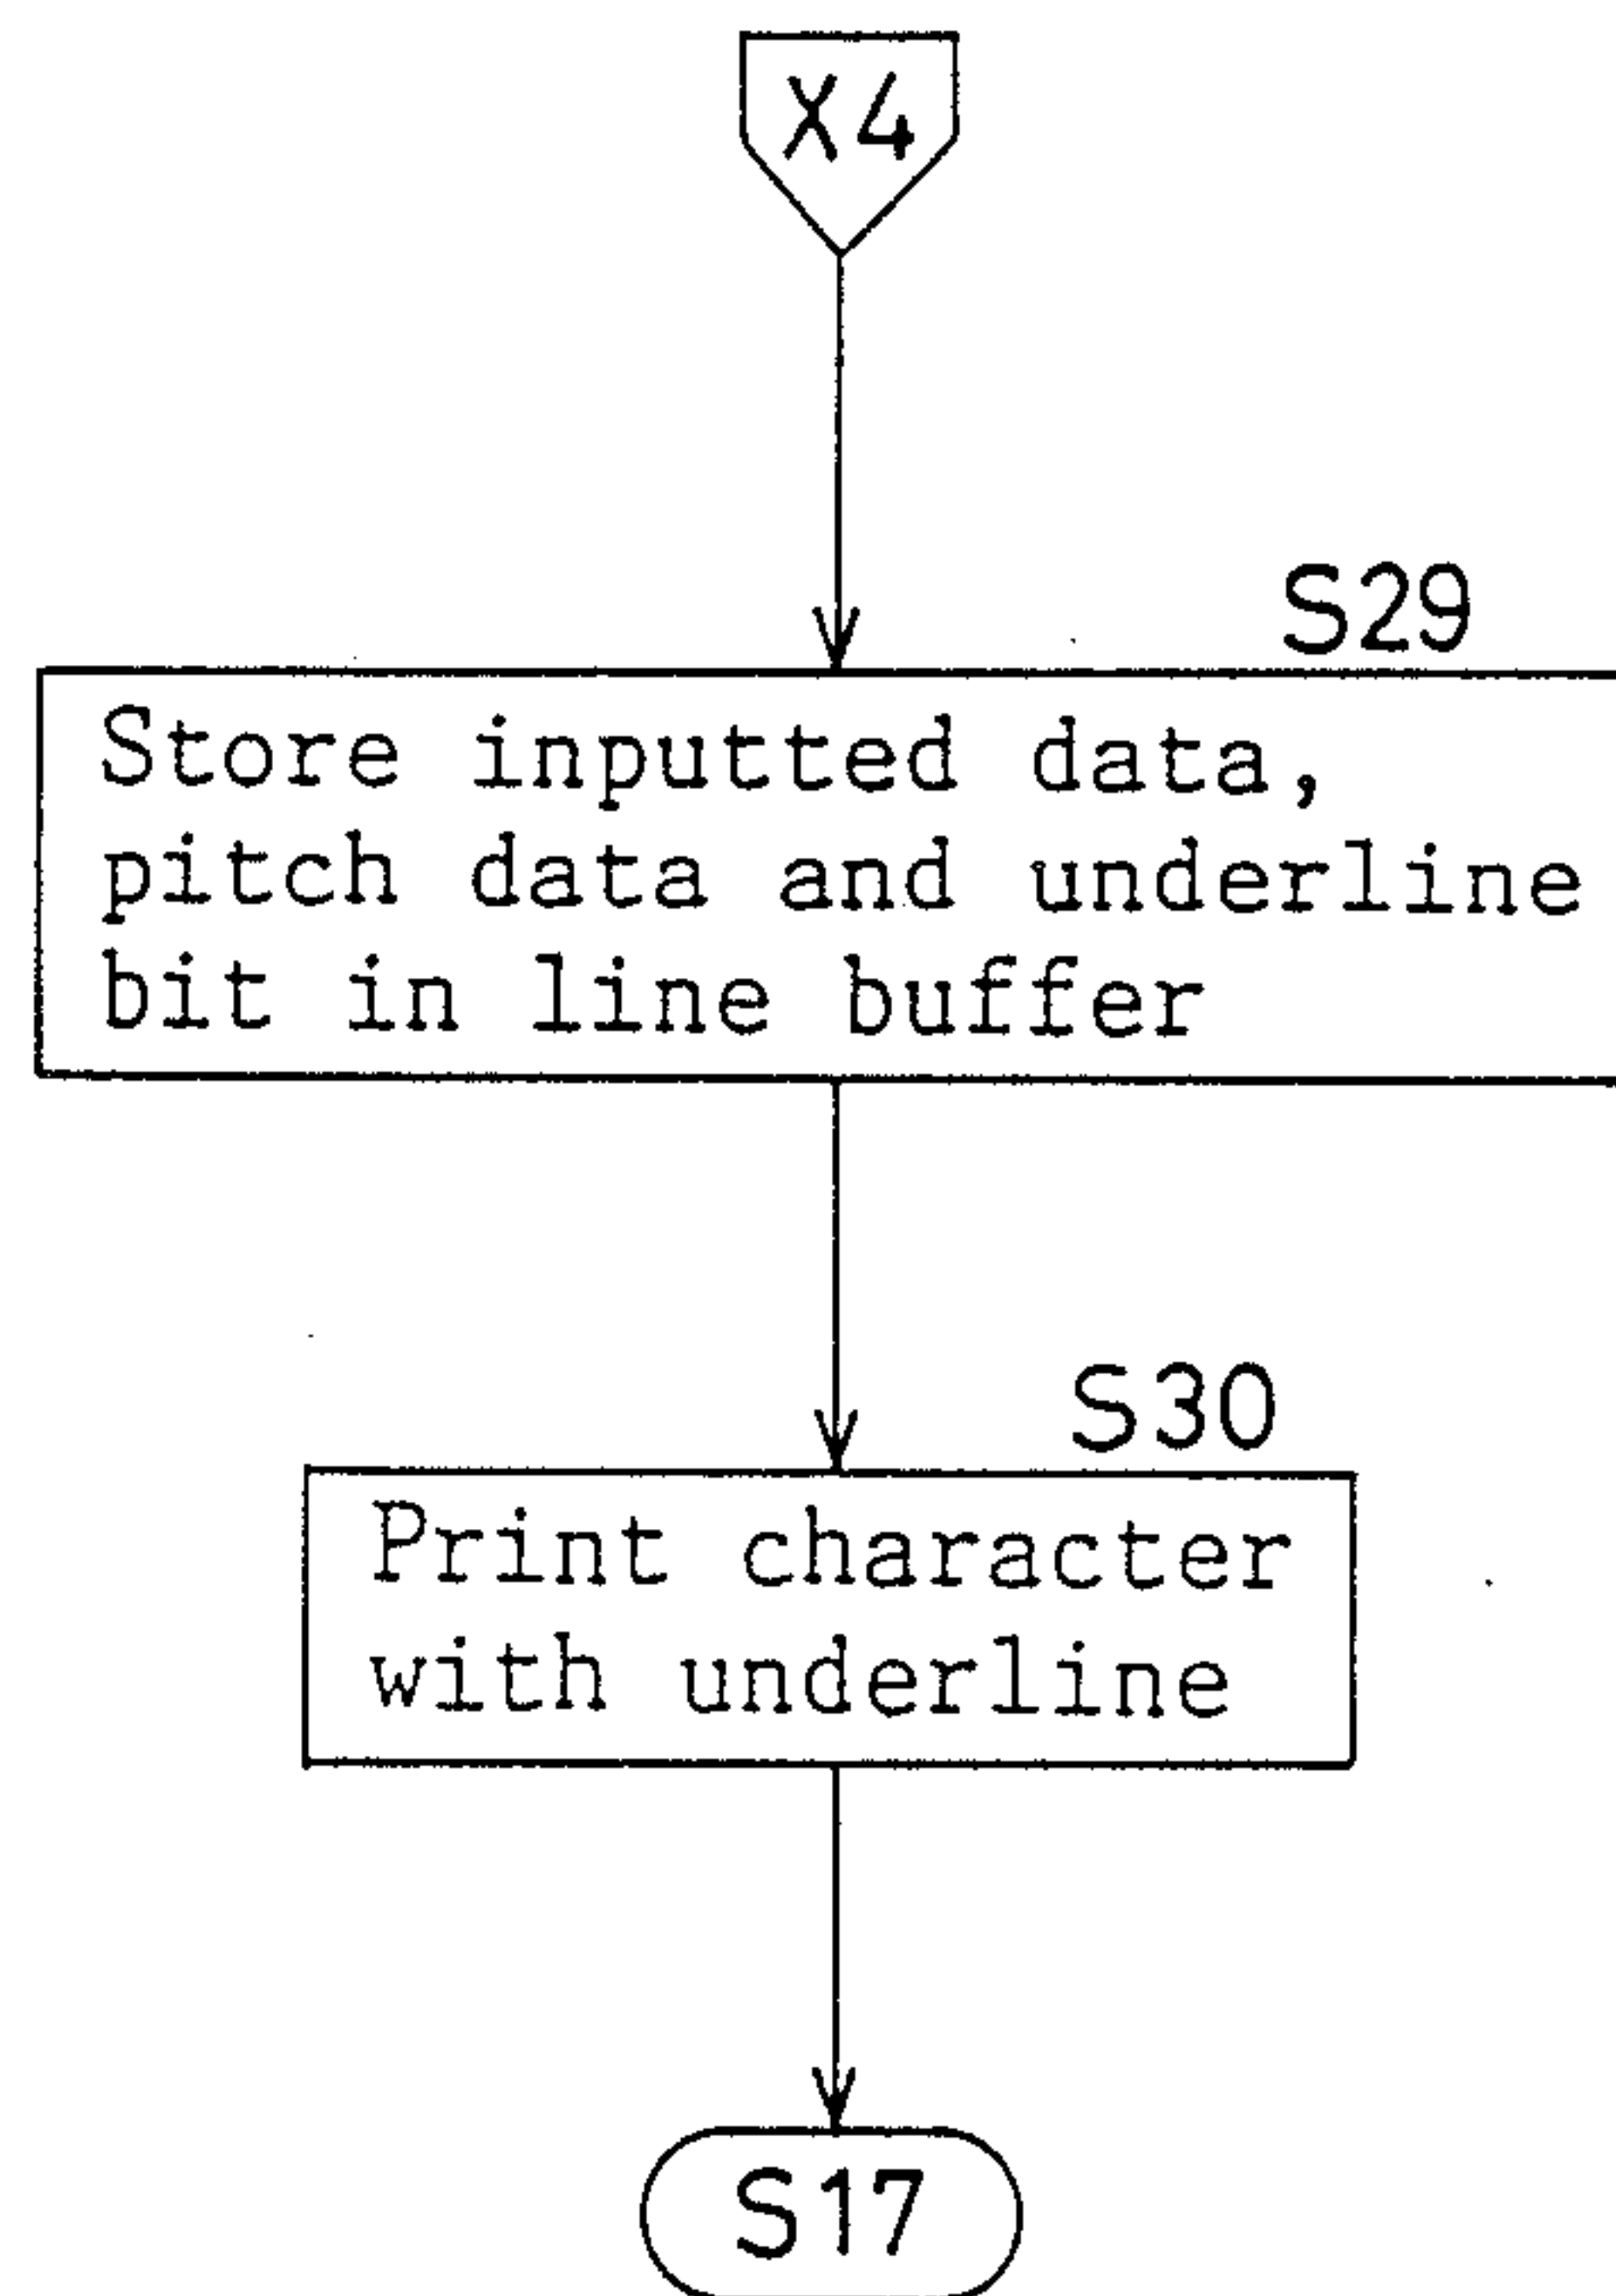 X4
S29
Store inputted data,
pitch data and underline
bit in line buffer
S30
Print character
with underline
S17